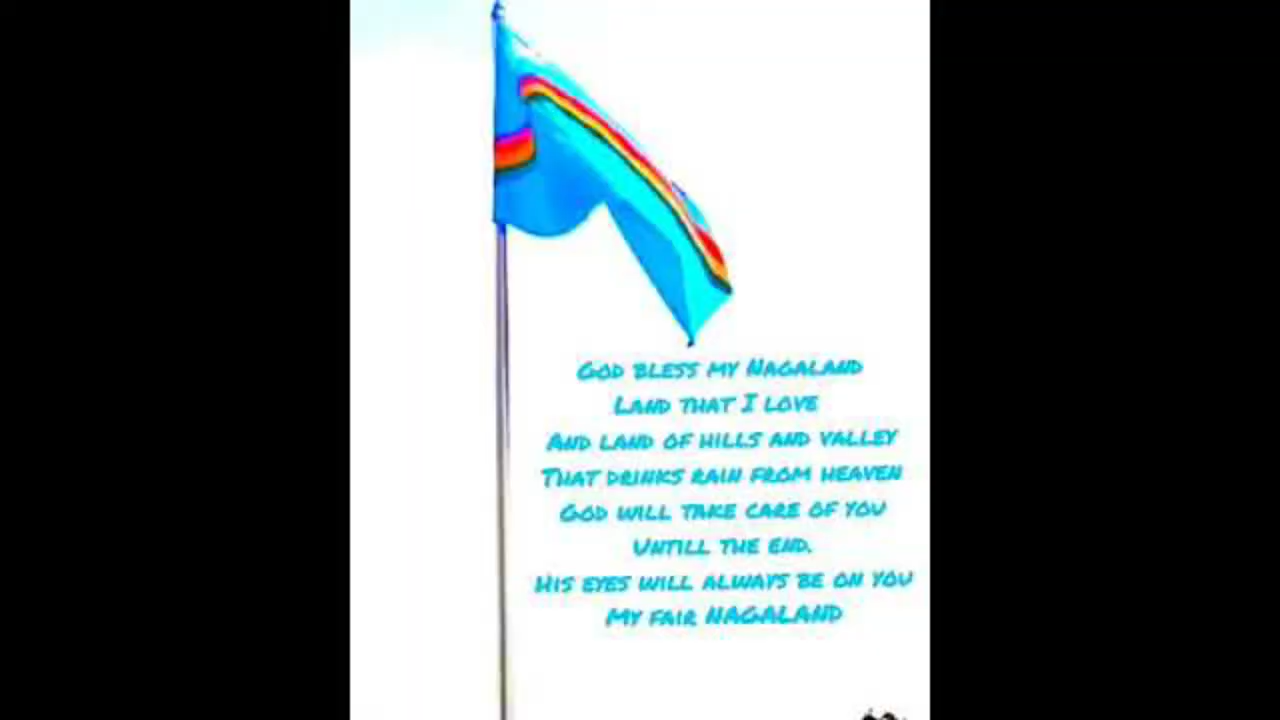 God bless my Nagaland
Land that I love
And land of hills and valley
That drinks rain from heaven
God will take care of you
Untill the end.
His eyes will always be on you
My fair NAGALAND